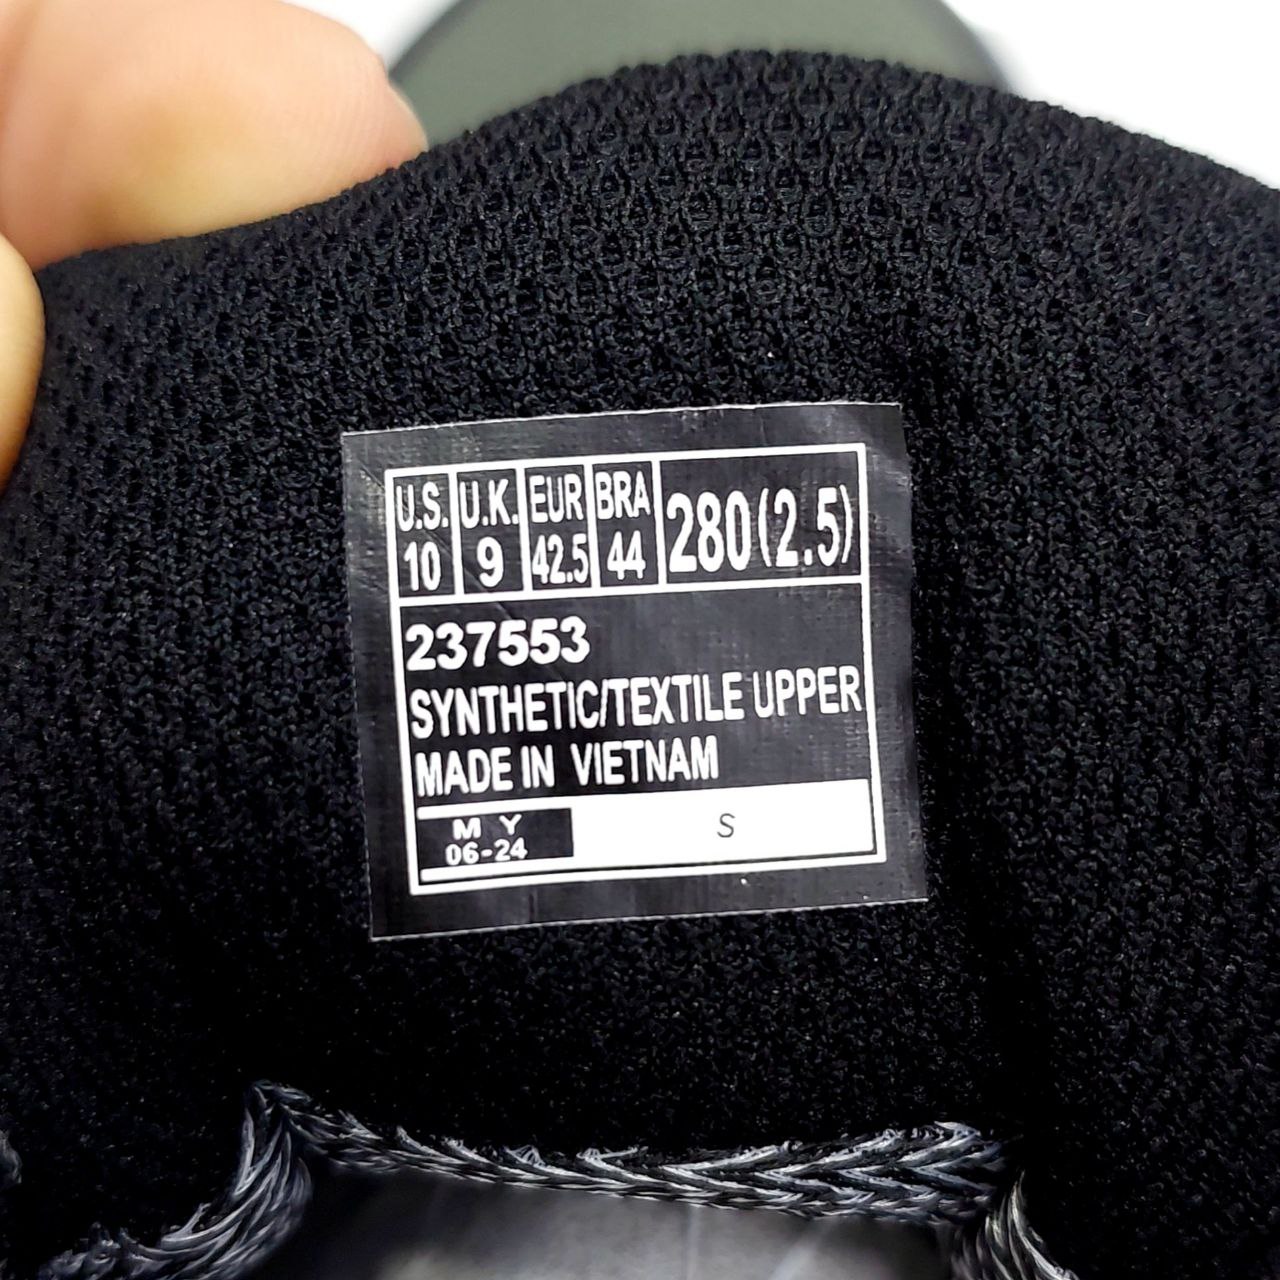 U.S. U.K. EUR BRA 280(2.5)
10 9 42.5 44
237553
SYNTHETIC/TEXTILE UPPER
MADE IN VIETNAM
M Y
06-24
S